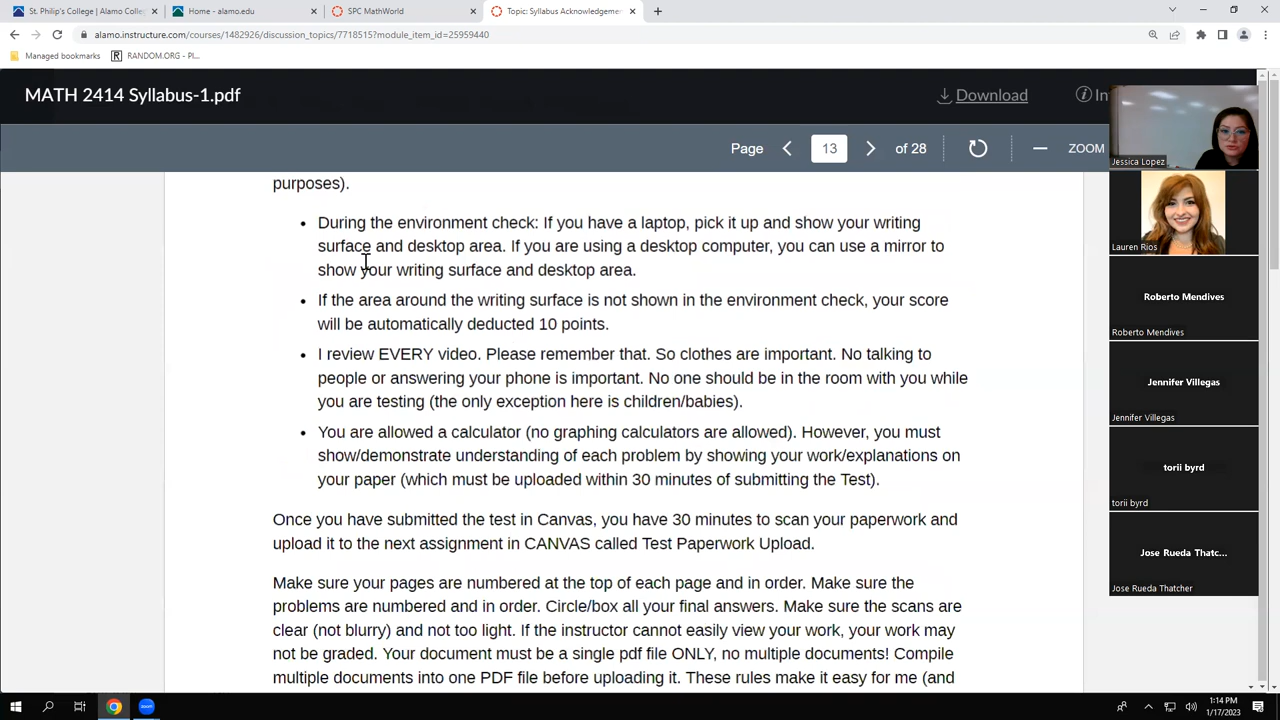 St. Philip's College | Alamo Colleg
Home - alamo.edu
SPC MathWorld
Topic: Syllabus Acknowledgeme
alamo.instructure.com/courses/1482926/discussion_topics/7718515?module_item_id=25959440
Managed bookmarks
RANDOM.ORG - Pi...
MATH 2414 Syllabus-1.pdf
Download
In
Page
13
of 28
ZOOM
purposes).
• During the environment check: If you have a laptop, pick it up and show your writing
surface and desktop area. If you are using a desktop computer, you can use a mirror to
show your writing surface and desktop area.
• If the area around the writing surface is not shown in the environment check, your score
will be automatically deducted 10 points.
• I review EVERY video. Please remember that. So clothes are important. No talking to
people or answering your phone is important. No one should be in the room with you while
you are testing (the only exception here is children/babies).
• You are allowed a calculator (no graphing calculators are allowed). However, you must
show/demonstrate understanding of each problem by showing your work/explanations on
your paper (which must be uploaded within 30 minutes of submitting the Test).
Once you have submitted the test in Canvas, you have 30 minutes to scan your paperwork and
upload it to the next assignment in CANVAS called Test Paperwork Upload.
Make sure your pages are numbered at the top of each page and in order. Make sure the
problems are numbered and in order. Circle/box all your final answers. Make sure the scans are
clear (not blurry) and not too light. If the instructor cannot easily view your work, your work may
not be graded. Your document must be a single pdf file ONLY, no multiple documents! Compile
multiple documents into one PDF file before uploading it. These rules make it easy for me (and
Jessica Lopez
Lauren Rios
Roberto Mendives
Roberto Mendives
Jennifer Villegas
Jennifer Villegas
torii byrd
torii byrd
Jose Rueda Thatc...
Jose Rueda Thatcher
1:14 PM
1/17/2023